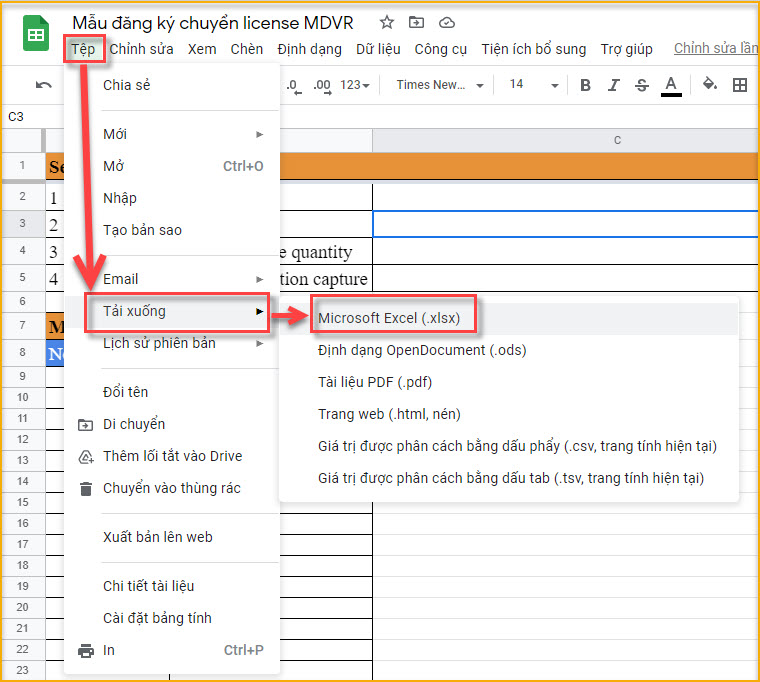 Mẫu đăng ký chuyển license MDVR
Tệp Chỉnh sửa Xem Chèn Định dạng Dữ liệu Công cụ Tiện ích bổ sung Trợ giúp Chỉnh sửa lần
.0 .00 123 Times New... 14 B I S A
C3
C
Chia sẻ
Mới
Mở Ctrl+O
Nhập
Tạo bản sao
Email
Tải xuống
Lịch sử phiên bản
Đổi tên
Di chuyển
Thêm lối tắt vào Drive
Chuyển vào thùng rác
Xuất bản lên web
Chi tiết tài liệu
Cài đặt bảng tính
In Ctrl+P
Microsoft Excel (.xlsx)
Định dạng OpenDocument (.ods)
Tài liệu PDF (.pdf)
Trang web (.html, nén)
Giá trị được phân cách bằng dấu phẩy (.csv, trang tính hiện tại)
Giá trị được phân cách bằng dấu tab (.tsv, trang tính hiện tại)
1
2 1
3 2
4 3 quantity
5 4 capture
6
7
8
9
10
11
12
13
14
15
16
17
18
19
20
21
22
23